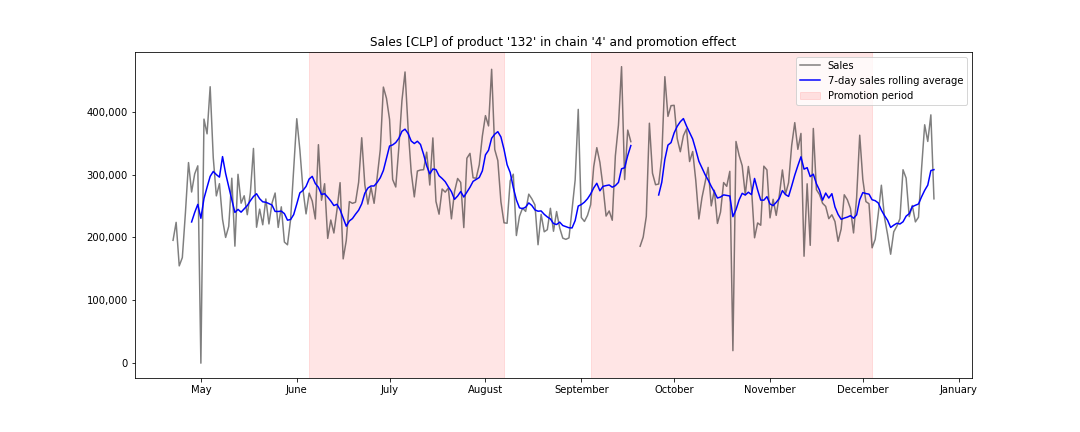 Sales [CLP] of product '132' in chain '4' and promotion effect
Sales
7-day sales rolling average
Promotion period
400,000
300,000
200,000
100,000
0
May June July August September October November December January